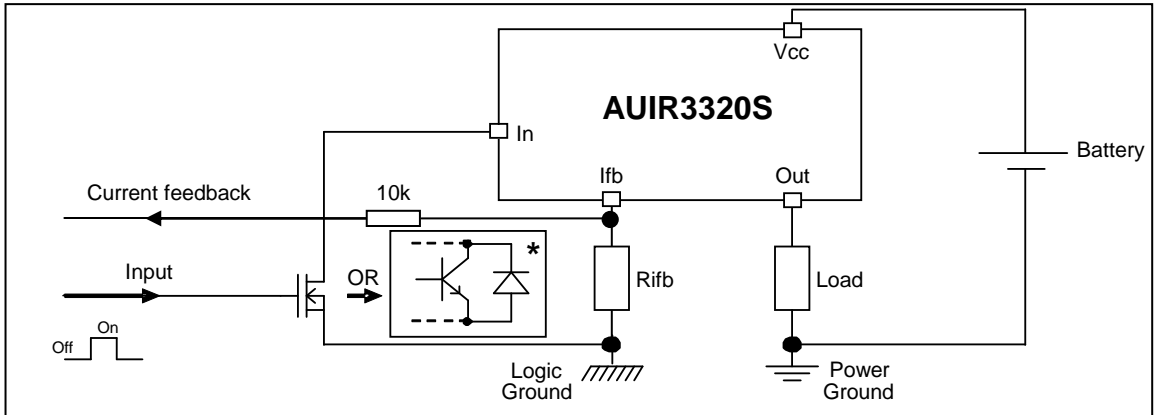 Vcc
AUIR3320S
In
Battery
Ifb
Out
Current feedback
10k
*
Input
OR
Rifb
Load
On
Off
Logic
Ground
Power
Ground